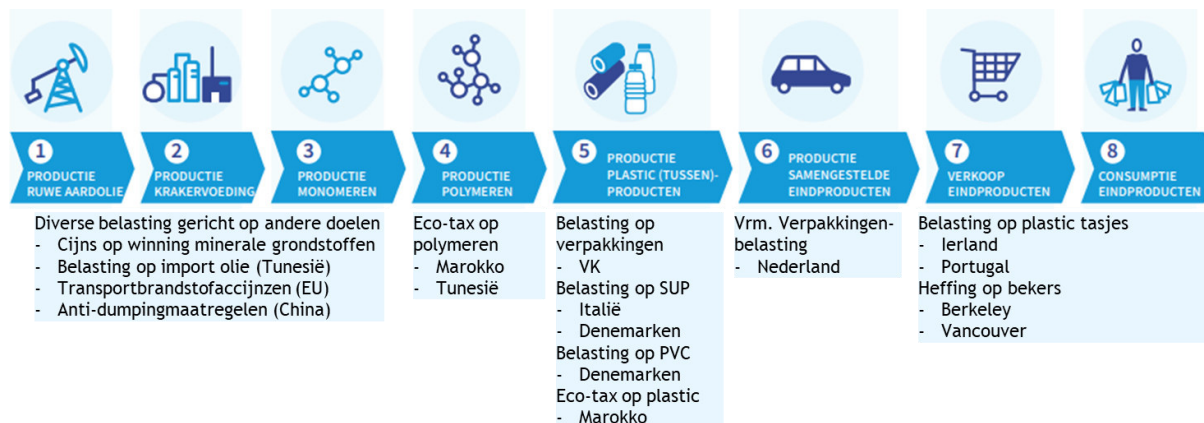 1
PRODUCTIE
RUWE AARDOLIE
2
PRODUCTIE
KRAKERVOEDING
3
PRODUCTIE
MONOMEREN
4
PRODUCTIE
POLYMEREN
5
PRODUCTIE
PLASTIC (TUSSEN)-
PRODUCTEN
6
PRODUCTIE
SAMENGESTELDE
EINDPRODUCTEN
7
VERKOOP
EINDPRODUCTEN
8
CONSUMPTIE
EINDPRODUCTEN
Diverse belasting gericht op andere doelen
- Cijns op winning minerale grondstoffen
- Belasting op import olie (Tunesië)
- Transportbrandstofaccijnzen (EU)
- Anti-dumpingmaatregelen (China)
Eco-tax op
polymeren
- Marokko
- Tunesië
Belasting op
verpakkingen
- VK
Belasting op SUP
- Italië
- Denemarken
Belasting op PVC
- Denemarken
Eco-tax op plastic
- Marokko
Vrm. Verpakkingen-
belasting
- Nederland
Belasting op plastic tasjes
- Ierland
- Portugal
Heffing op bekers
- Berkeley
- Vancouver